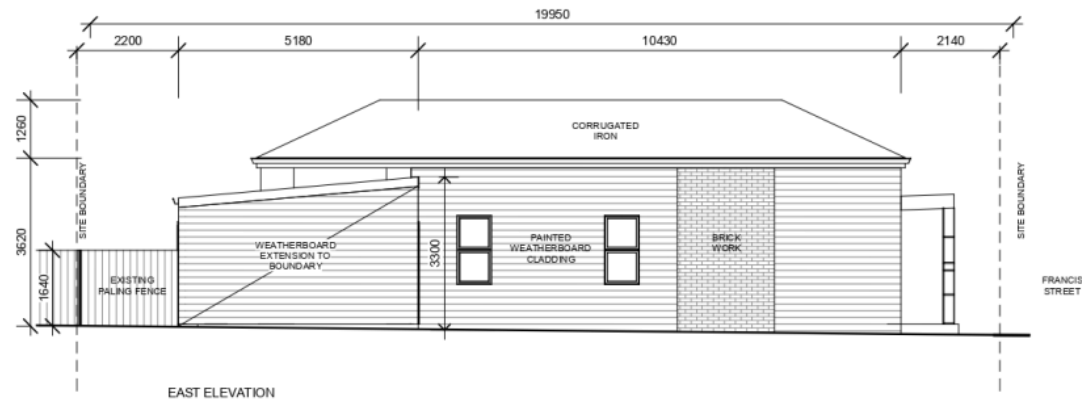 19950
2200
5180
10430
2140
1260
CORRUGATED
IRON
SITE BOUNDARY
SITE BOUNDARY
3620
3300
WEATHERBOARD
EXTENSION TO
BOUNDARY
PAINTED
WEATHERBOARD
CLADDING
BRICK
WORK
1640
EXISTING
PALING FENCE
FRANCIS
STREET
EAST ELEVATION